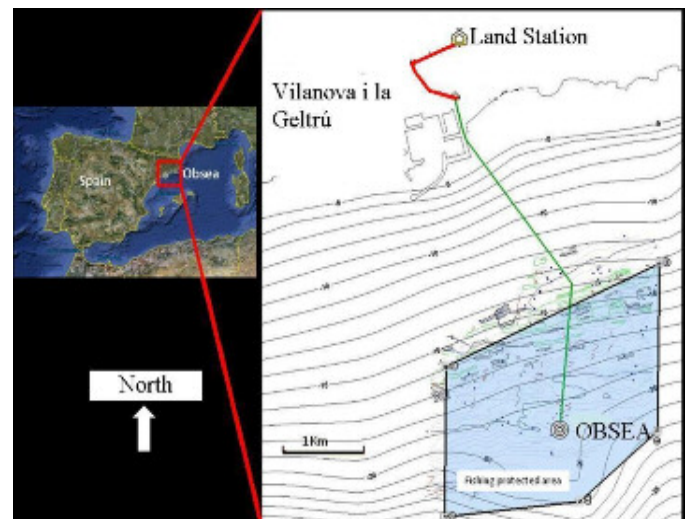 Land Station
Vilanova i la
Geltrú
Spain
Obsea
North
OBSEA
1Km
Fishing protected area